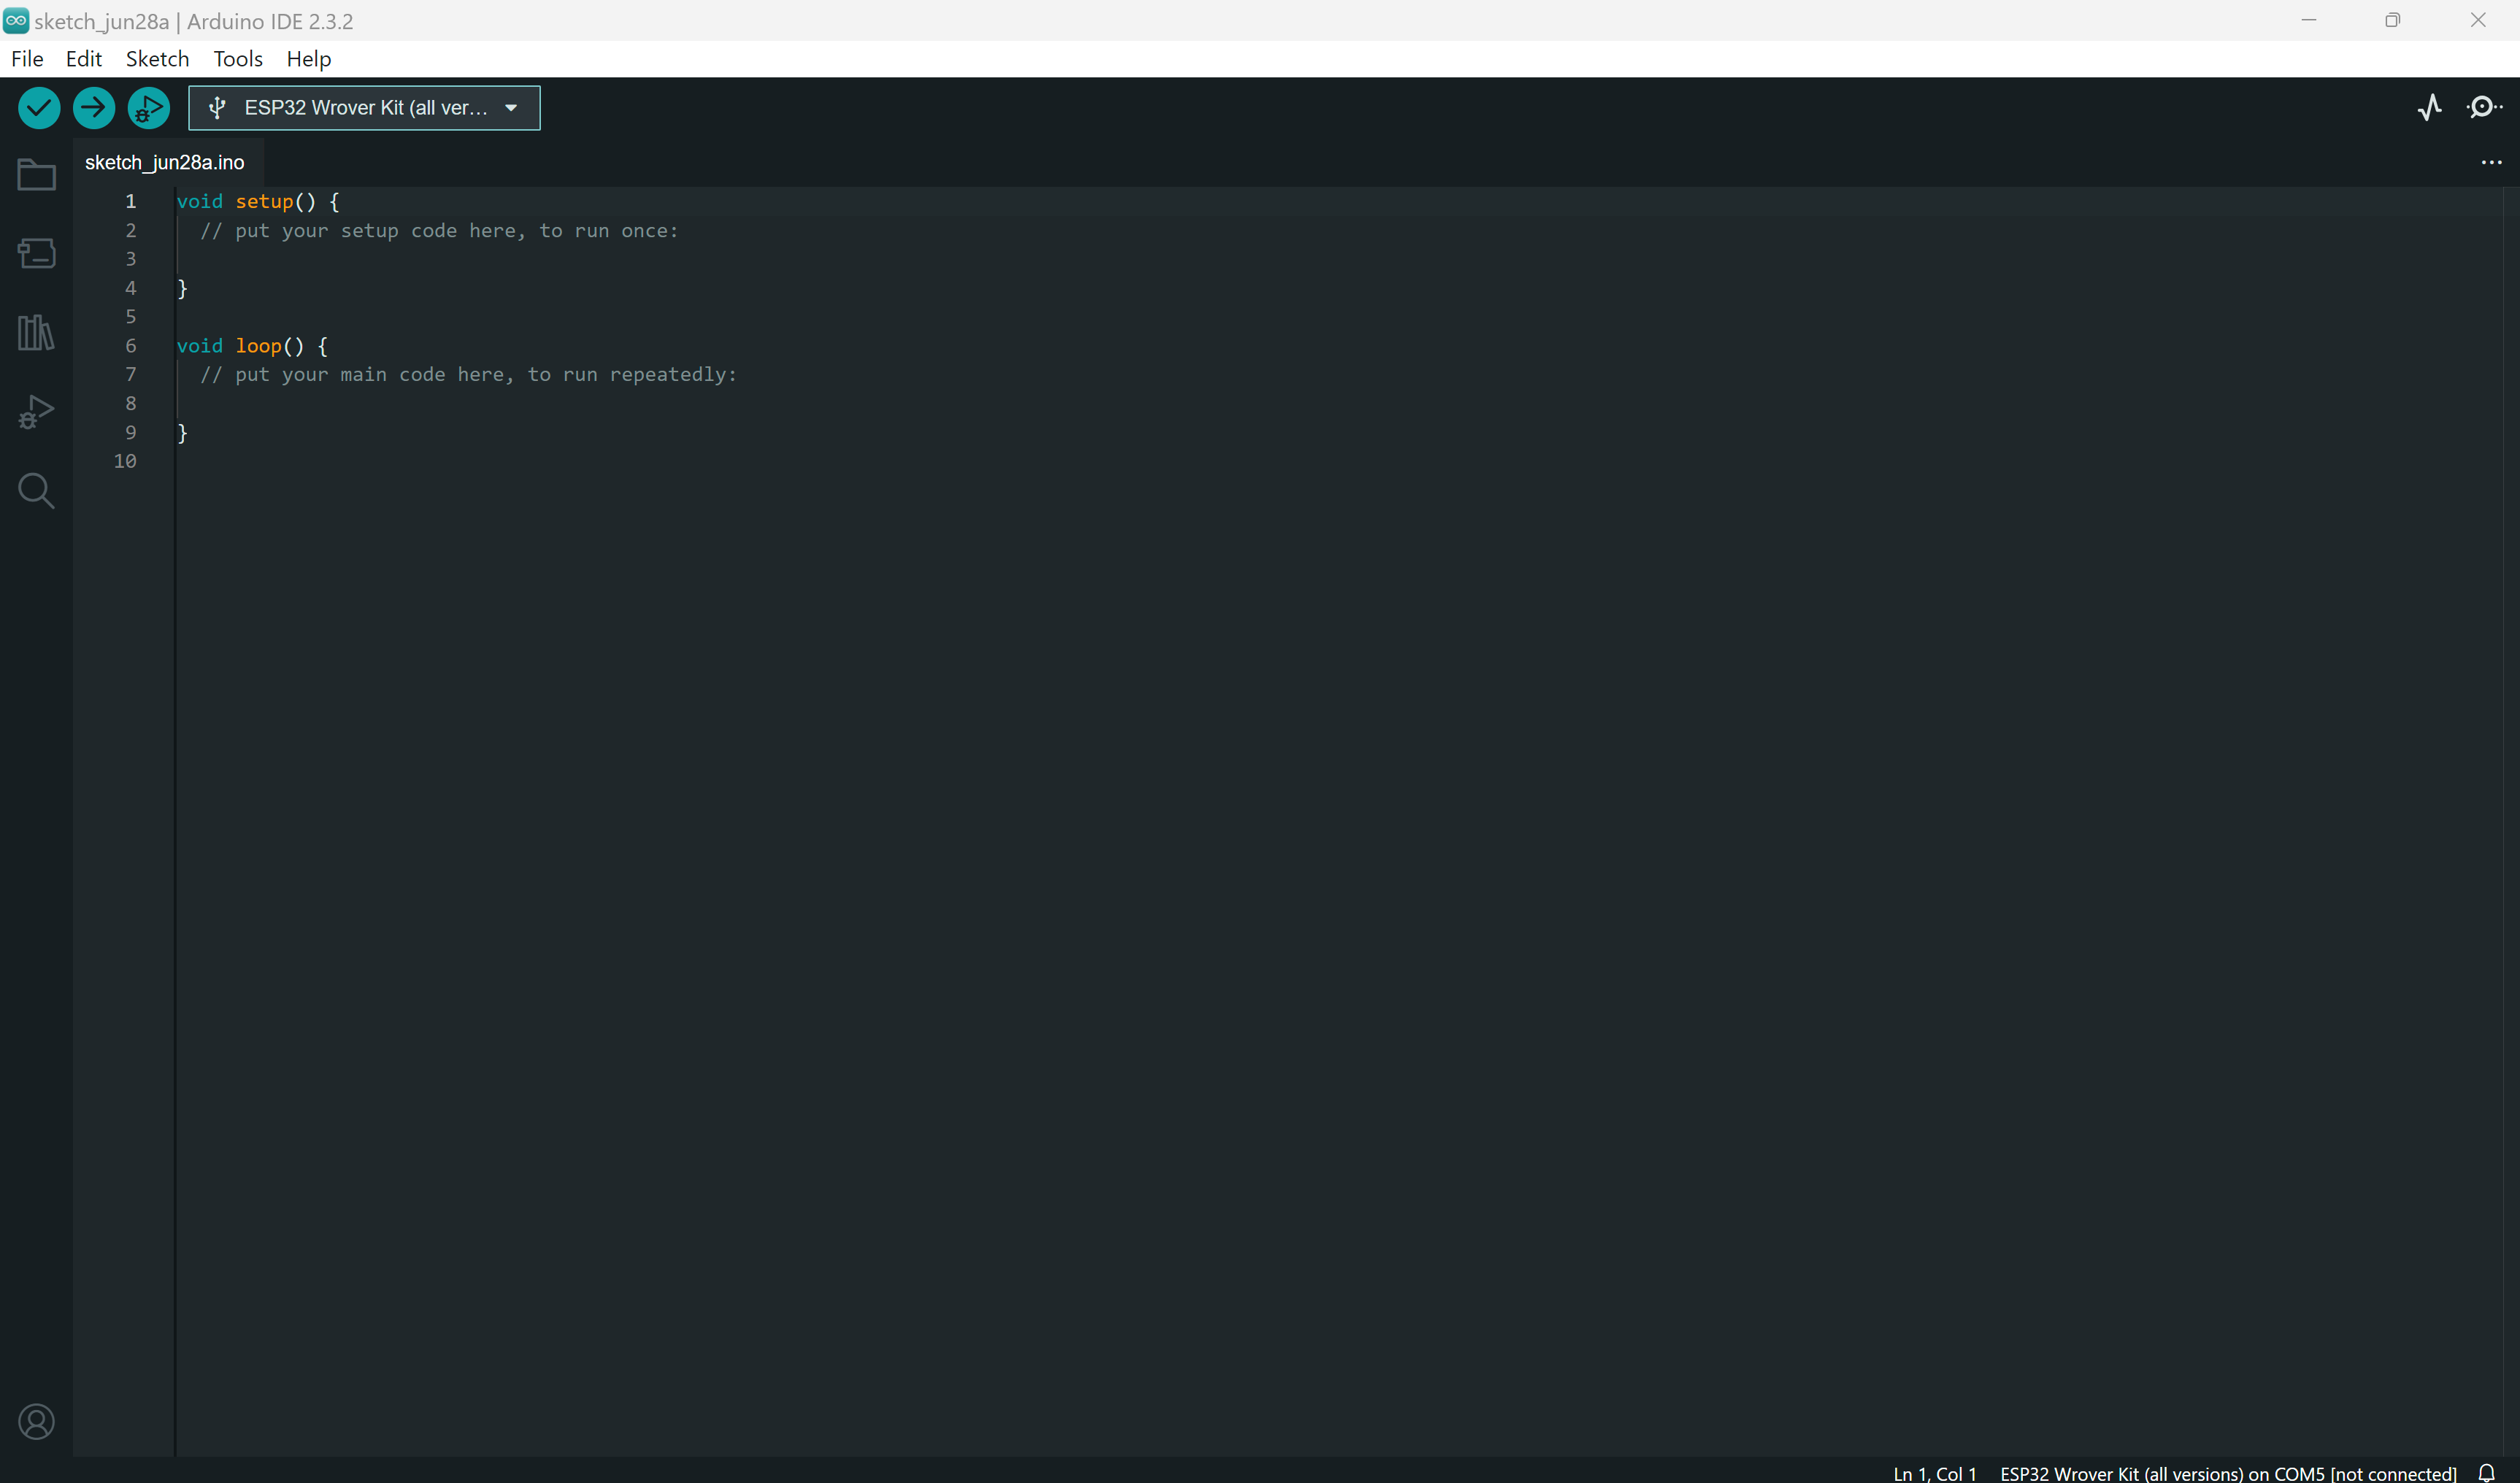 sketch_jun28a | Arduino IDE 2.3.2
File Edit Sketch Tools Help
ESP32 Wrover Kit (all ver...
sketch_jun28a.ino
1 void setup() {
2 // put your setup code here, to run once:
3
4 }
5
6 void loop() {
7 // put your main code here, to run repeatedly:
8
9 }
10
Ln 1, Col 1 ESP32 Wrover Kit (all versions) on COM5 [not connected]